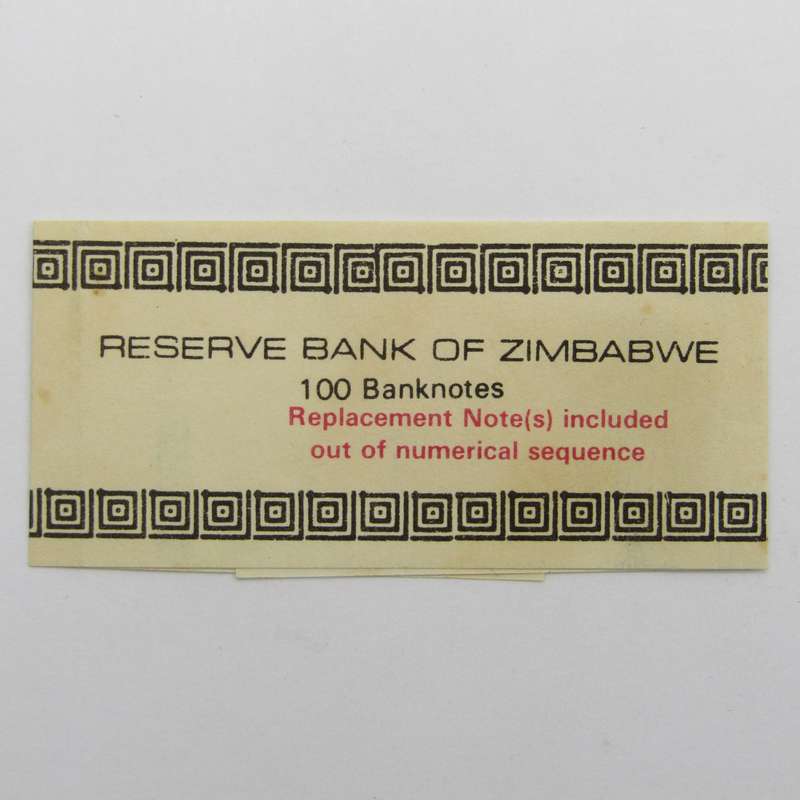 RESERVE BANK OF ZIMBABWE
100 Banknotes
Replacement Note(s) included
out of numerical sequence